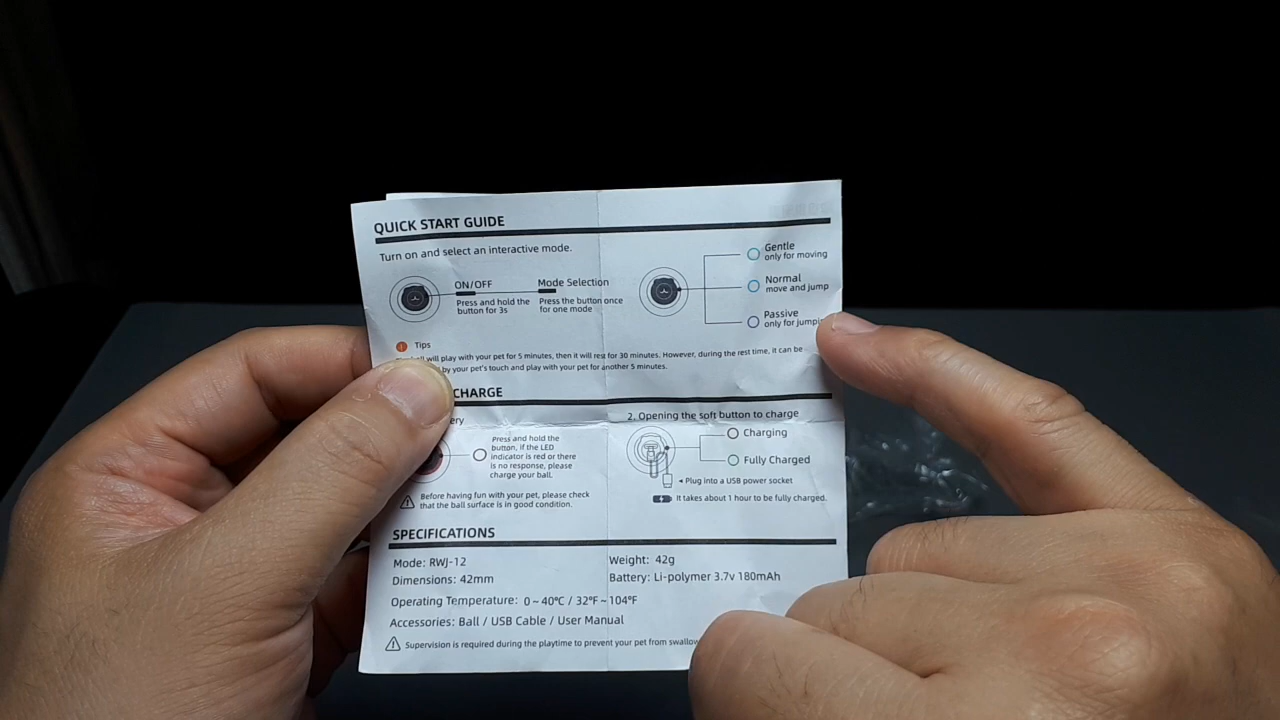 QUICK START GUIDE
Turn on and select an interactive mode.
ON/OFF
Press and hold the
button for 3s
Mode Selection
Press the button once
for one mode
Gentle
only for moving
Normal
move and jump
Passive
only for
Tips
will play with your pet for 5 minutes, then it will rest for 30 minutes. However, during the rest time, it can be
by your pet's touch and play with your pet for another 5 minutes.
CHARGE
Press and hold the
button, if the LED
indicator is red or there
is no response, please
charge your ball.
Before having fun with your pet, please check
that the ball surface is in good condition.
2. Opening the soft button to charge
Charging
Fully Charged
Plug into a USB power socket
It takes about 1 hour to be fully charged.
SPECIFICATIONS
Mode: RWJ-12
Weight: 42g
Dimensions: 42mm
Battery: Li-polymer 3.7v 180mAh
Operating Temperature: 0~40℃ / 32℉~104℉
Accessories: Ball / USB Cable / User Manual
Supervision is required during the playtime to prevent your pet from